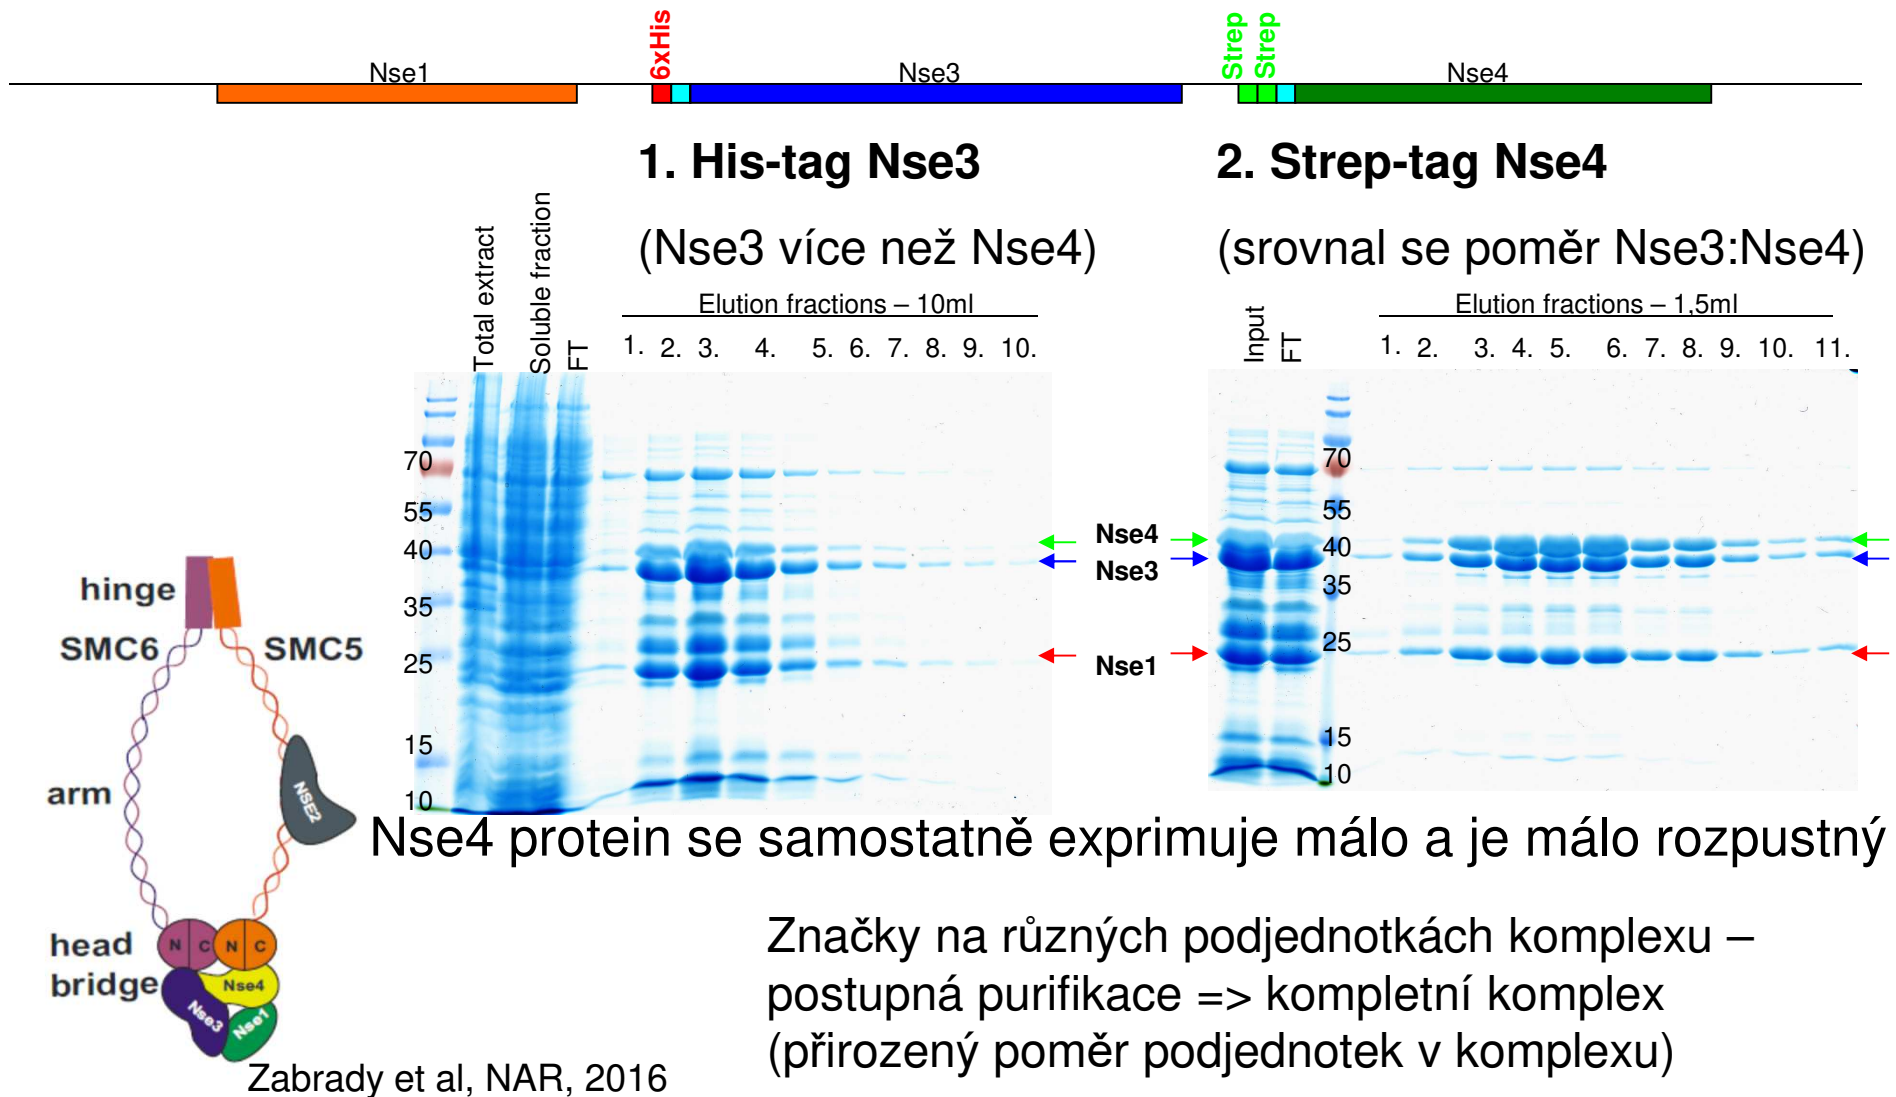 Nse1
6xHis
Nse3
Strep
Strep
Nse4
1. His-tag Nse3
(Nse3 více než Nse4)
Total extract
Soluble fraction
FT
Elution fractions – 10ml
1. 2. 3. 4. 5. 6. 7. 8. 9. 10.
70
55
40
35
25
15
10
2. Strep-tag Nse4
(srovnal se poměr Nse3:Nse4)
Input
FT
Elution fractions – 1,5ml
1. 2. 3. 4. 5. 6. 7. 8. 9. 10. 11.
Nse4
Nse3
Nse1
70
55
40
35
25
15
10
hinge
SMC6
SMC5
arm
NSE2
head
N C N C
bridge
Nse4
Nse3
Nse1
Nse4 protein se samostatně exprimuje málo a je málo rozpustný
Značky na různých podjednotkách komplexu –
postupná purifikace => kompletní komplex
(přirozený poměr podjednotek v komplexu)
Zabrady et al, NAR, 2016